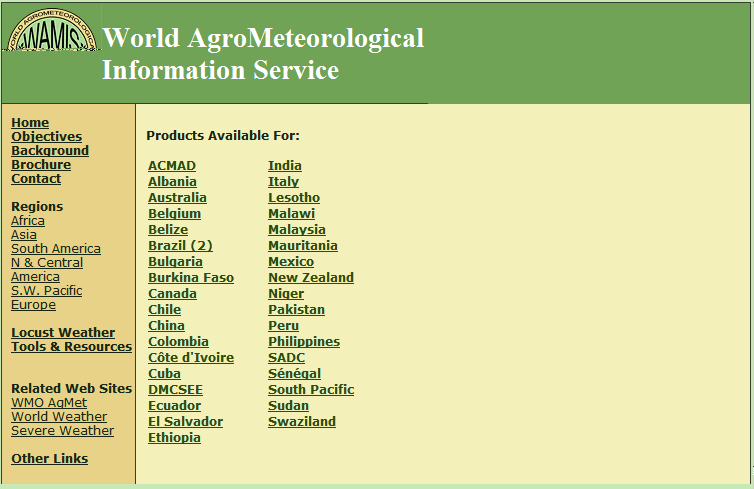 WORLD AGROMETEOROLOGICAL
WAMIS
World AgroMeteorological
Information Service
Home
Objectives
Background
Brochure
Contact
Regions
Africa
Asia
South America
N & Central
America
S.W. Pacific
Europe
Locust Weather
Tools & Resources
Related Web Sites
WMO AgMet
World Weather
Severe Weather
Other Links
Products Available For:
ACMAD
Albania
Australia
Belgium
Belize
Brazil (2)
Bulgaria
Burkina Faso
Canada
Chile
China
Colombia
Côte d'Ivoire
Cuba
DMCSEE
Ecuador
El Salvador
Ethiopia
India
Italy
Lesotho
Malawi
Malaysia
Mauritania
Mexico
New Zealand
Niger
Pakistan
Peru
Philippines
SADC
Sénégal
South Pacific
Sudan
Swaziland